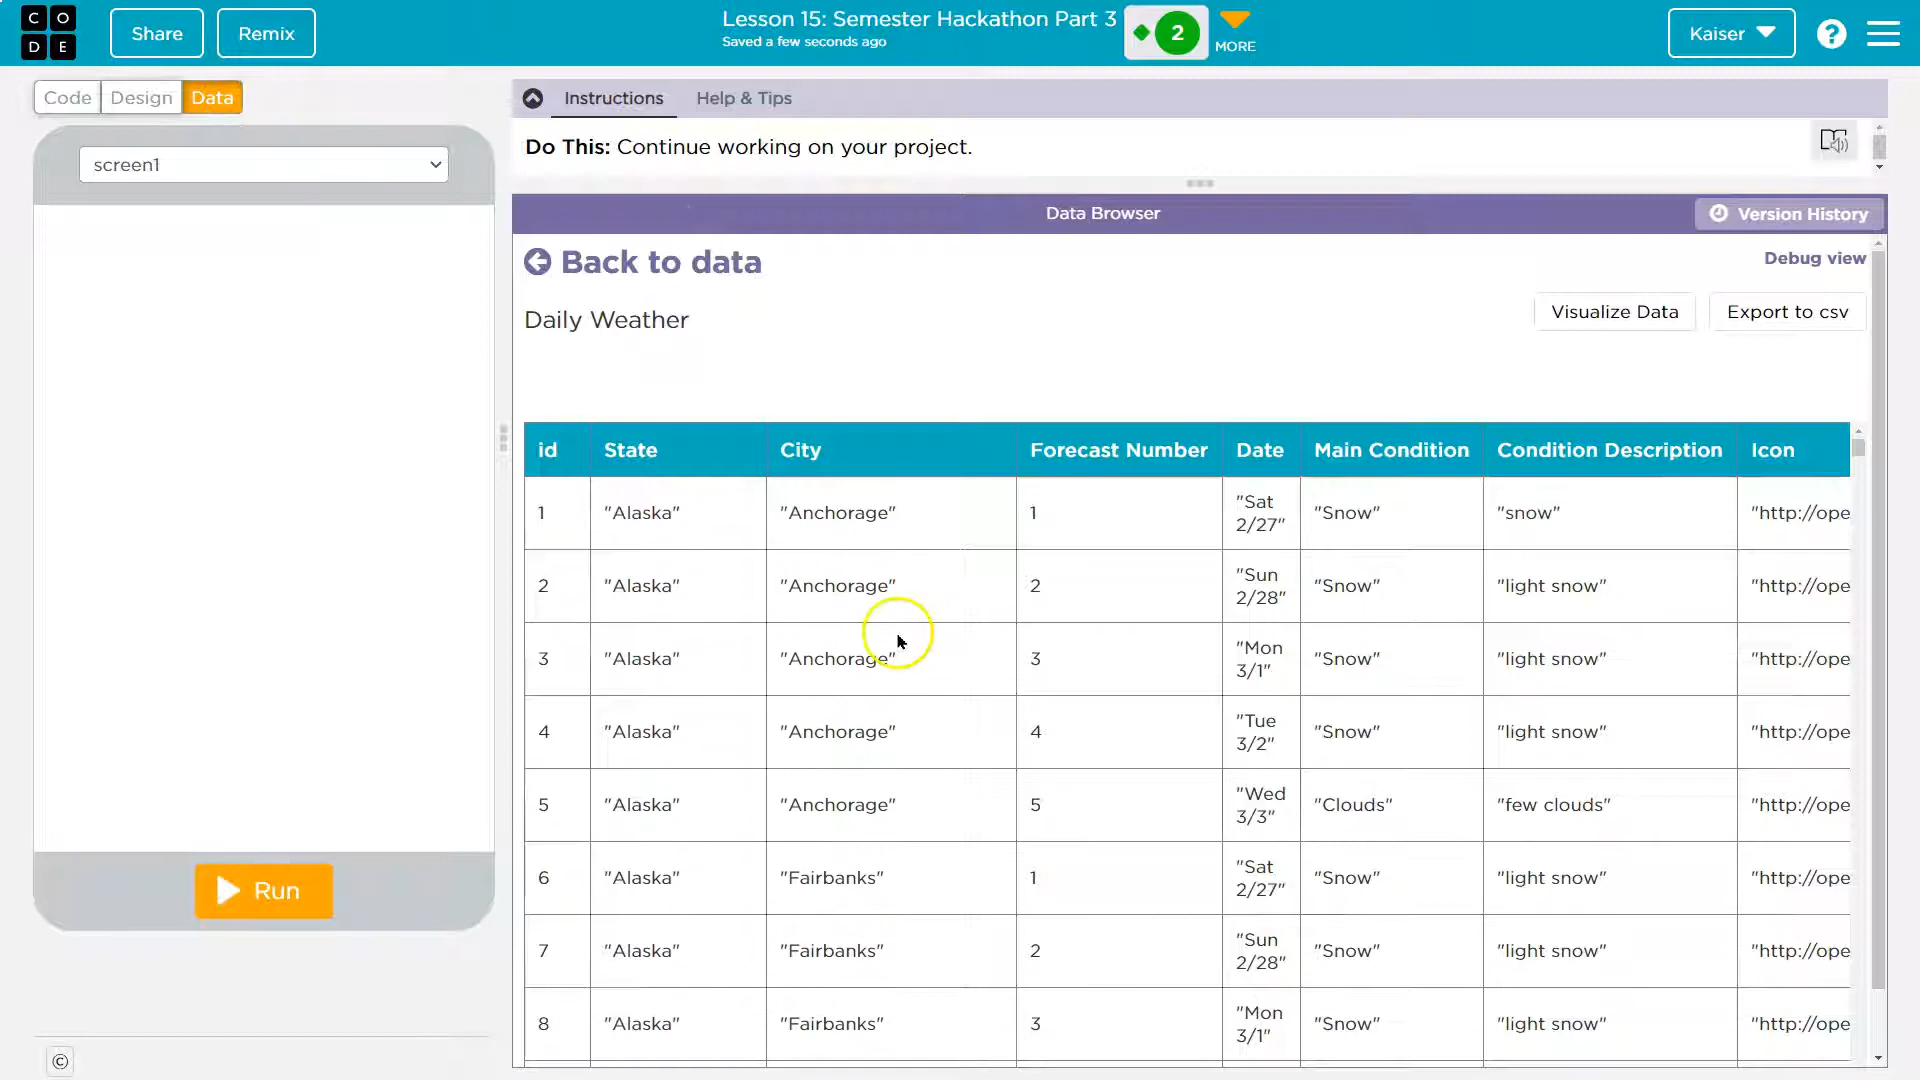 C O
D E
Share
Remix
Lesson 15: Semester Hackathon Part 3
Saved a few seconds ago
2
MORE
Kaiser
?
Code
Design
Data
Instructions
Help & Tips
Do This: Continue working on your project.
screen1
Data Browser
Version History
Back to data
Debug view
Daily Weather
Visualize Data
Export to csv
id State City Forecast Number Date Main Condition Condition Description Icon
1 "Alaska" "Anchorage" 1 "Sat 2/27" "Snow" "snow" "http://ope
2 "Alaska" "Anchorage" 2 "Sun 2/28" "Snow" "light snow" "http://ope
3 "Alaska" "Anchorage" 3 "Mon 3/1" "Snow" "light snow" "http://ope
4 "Alaska" "Anchorage" 4 "Tue 3/2" "Snow" "light snow" "http://ope
5 "Alaska" "Anchorage" 5 "Wed 3/3" "Clouds" "few clouds" "http://ope
6 "Alaska" "Fairbanks" 1 "Sat 2/27" "Snow" "light snow" "http://ope
7 "Alaska" "Fairbanks" 2 "Sun 2/28" "Snow" "light snow" "http://ope
8 "Alaska" "Fairbanks" 3 "Mon 3/1" "Snow" "light snow" "http://ope
Run
©